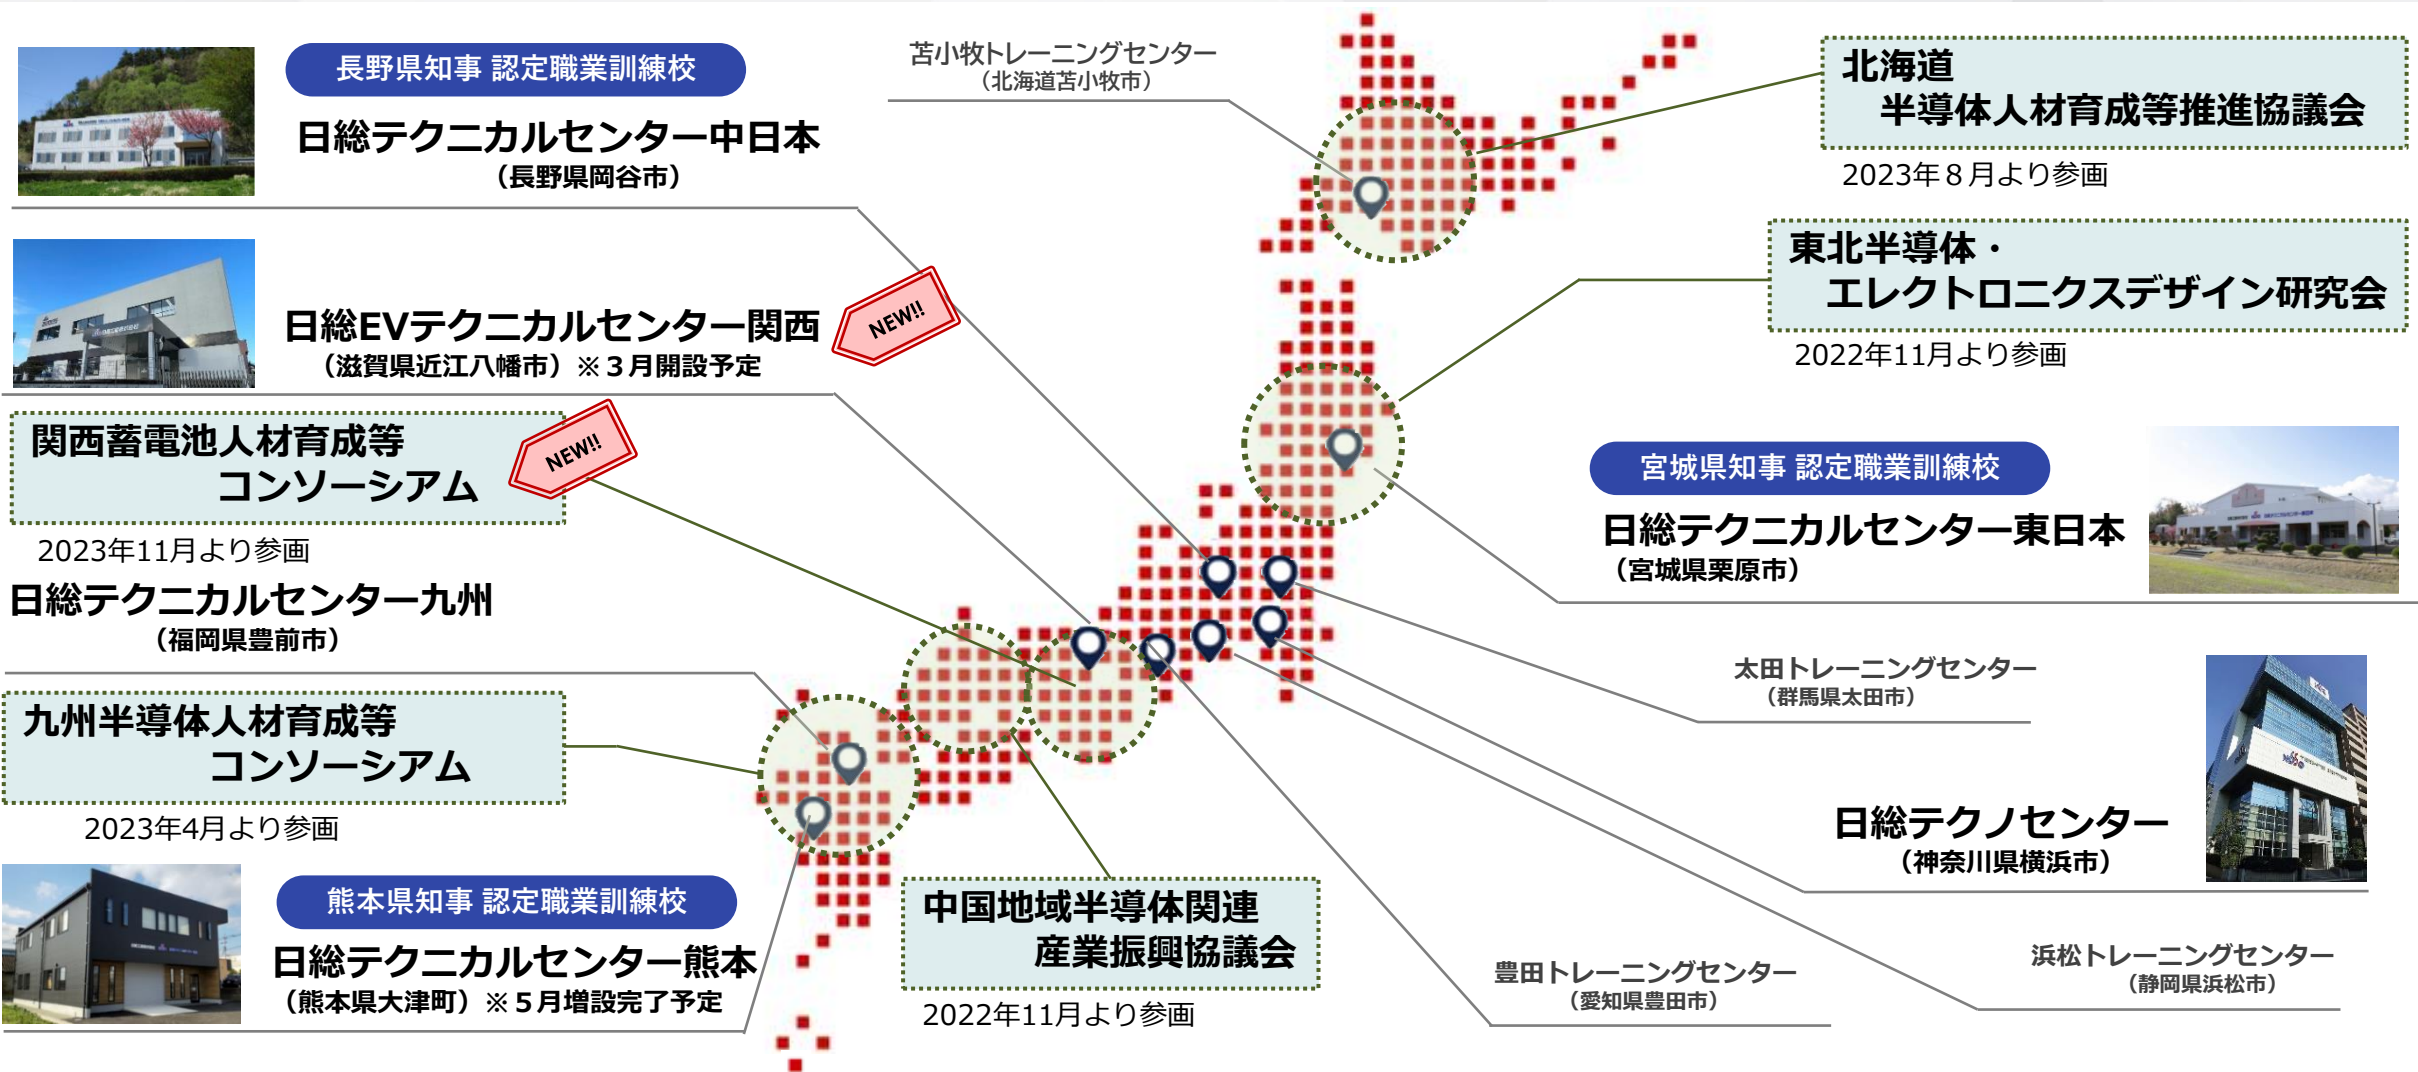 長野県知事 認定職業訓練校
日総テクニカルセンター中日本
（長野県岡谷市）
日総EVテクニカルセンター関西
（滋賀県近江八幡市）※３月開設予定
NEW!!
関西蓄電池人材育成等
コンソーシアム
NEW!!
2023年11月より参画
日総テクニカルセンター九州
（福岡県豊前市）
九州半導体人材育成等
コンソーシアム
2023年4月より参画
熊本県知事 認定職業訓練校
日総テクニカルセンター熊本
（熊本県大津町）※５月増設完了予定
苫小牧トレーニングセンター
（北海道苫小牧市）
中国地域半導体関連
産業振興協議会
2022年11月より参画
北海道
半導体人材育成等推進協議会
2023年８月より参画
東北半導体・
エレクトロニクスデザイン研究会
2022年11月より参画
宮城県知事 認定職業訓練校
日総テクニカルセンター東日本
（宮城県栗原市）
太田トレーニングセンター
（群馬県太田市）
日総テクノセンター
（神奈川県横浜市）
浜松トレーニングセンター
（静岡県浜松市）
豊田トレーニングセンター
（愛知県豊田市）